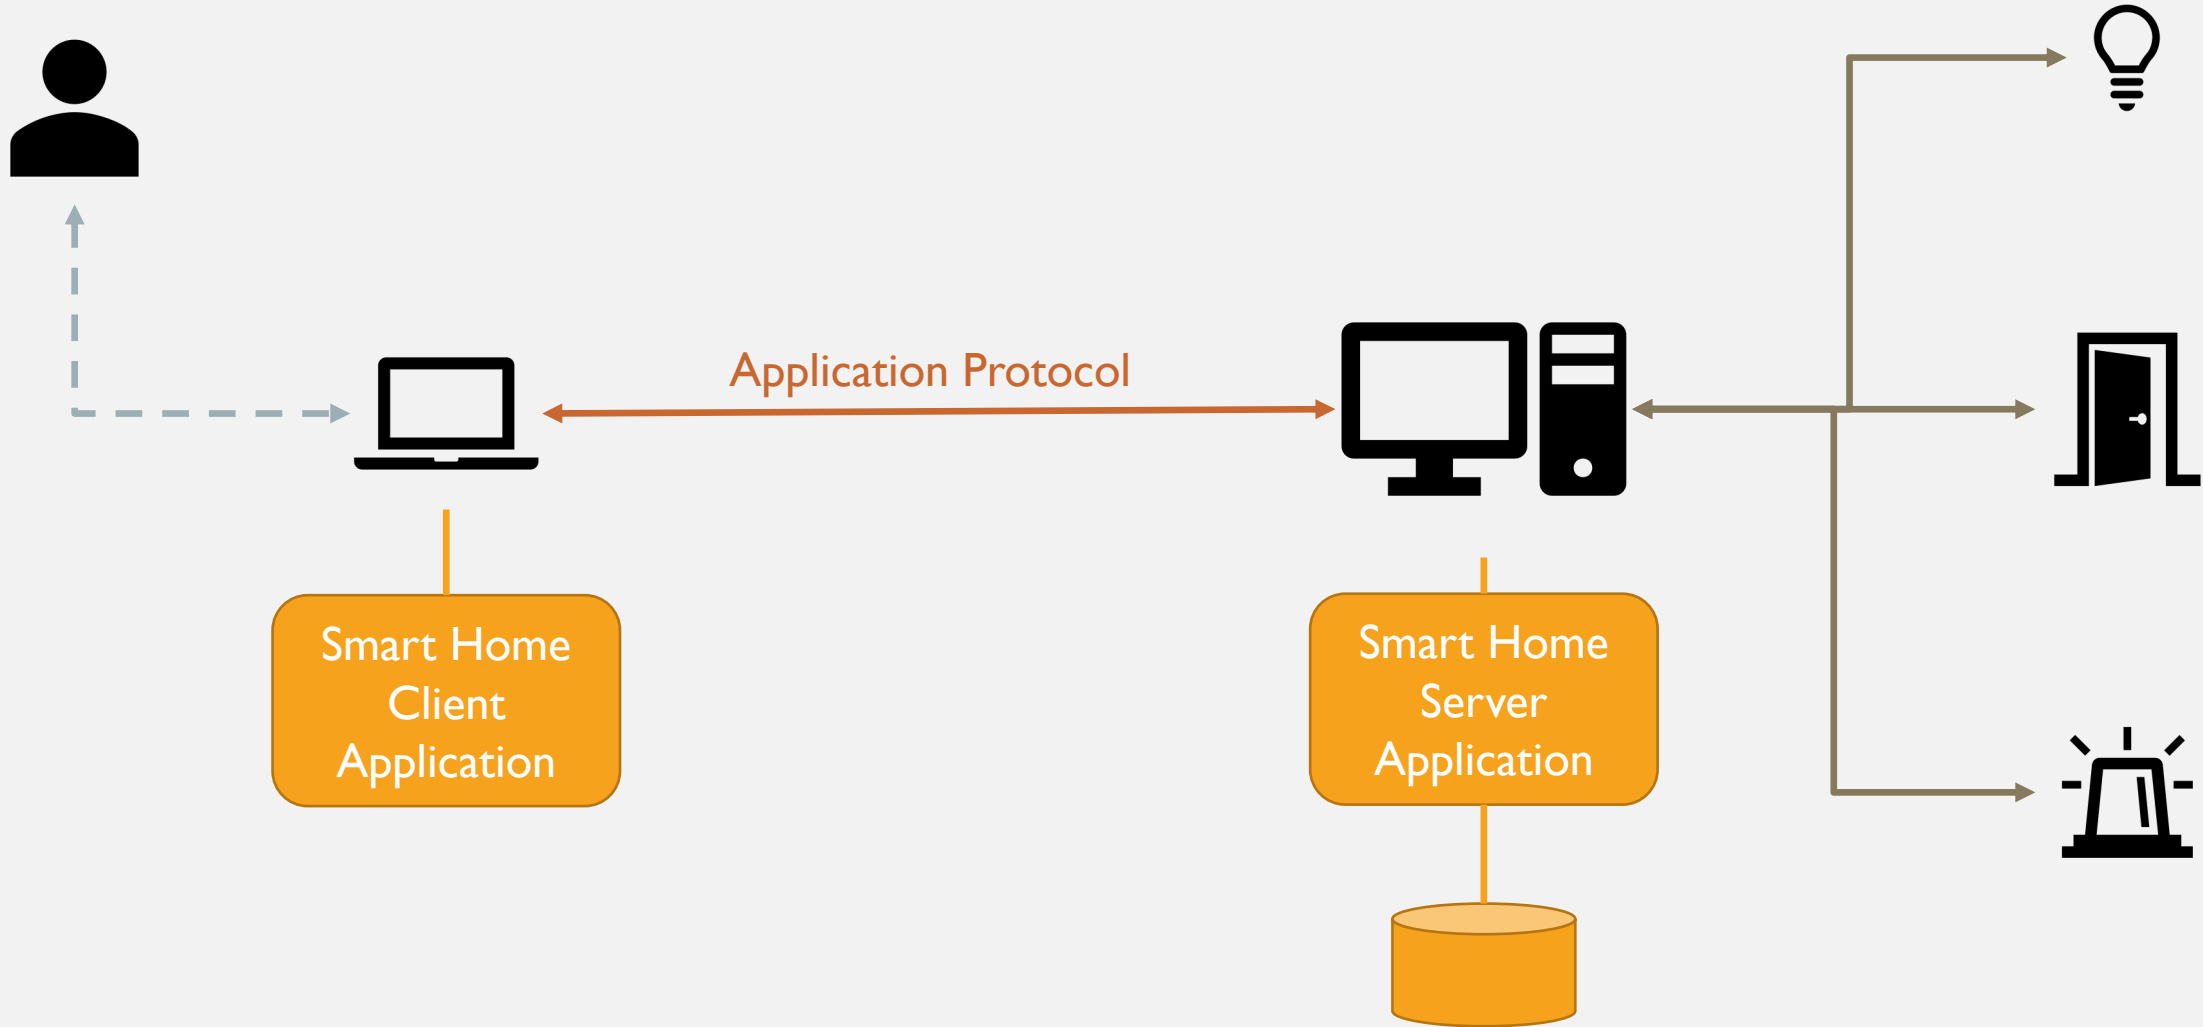 Application Protocol
Smart Home
Client
Application
Smart Home
Server
Application